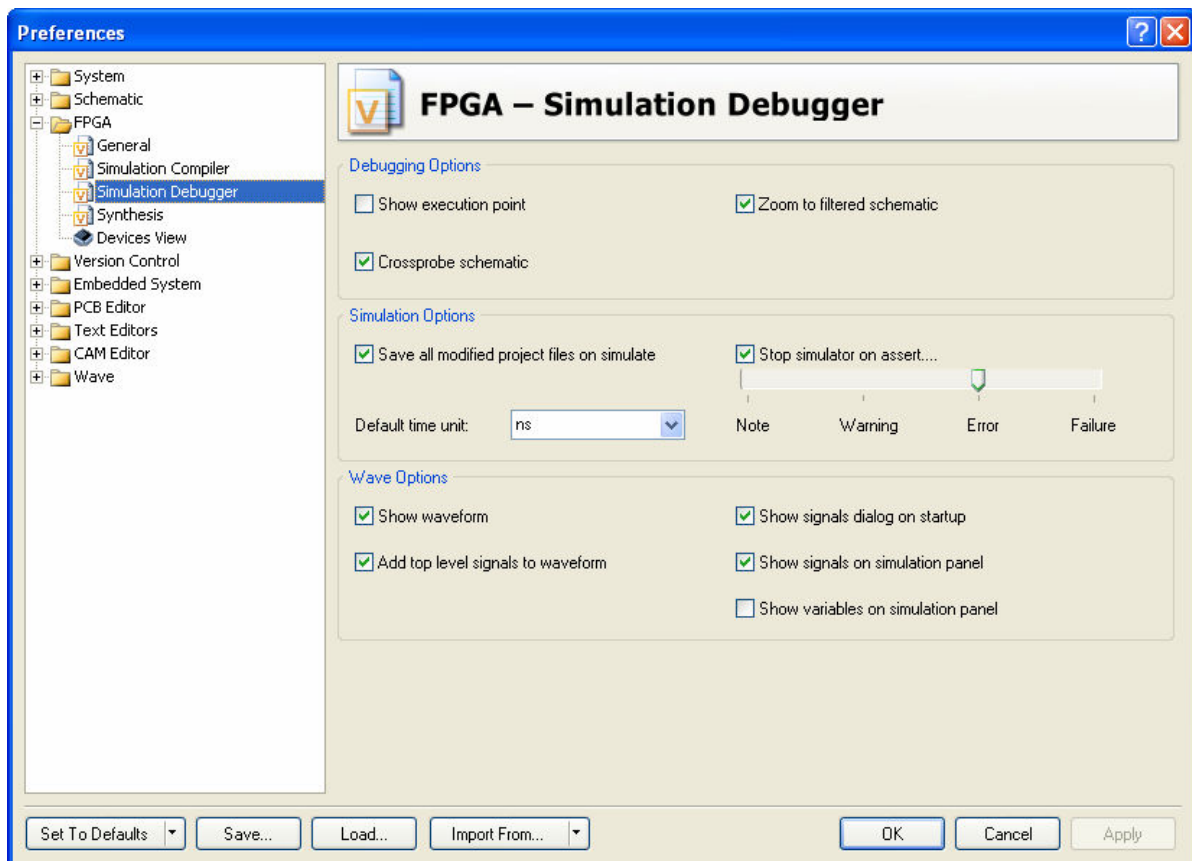 Preferences
System
Schematic
FPGA
General
Simulation Compiler
Simulation Debugger
Synthesis
Devices View
Version Control
Embedded System
PCB Editor
Text Editors
CAM Editor
Wave
V
FPGA – Simulation Debugger
Debugging Options
Show execution point
Zoom to filtered schematic
Crossprobe schematic
Simulation Options
Save all modified project files on simulate
Stop simulator on assert....
Default time unit:
ns
Note Warning Error Failure
Wave Options
Show waveform
Show signals dialog on startup
Add top level signals to waveform
Show signals on simulation panel
Show variables on simulation panel
Set To Defaults
Save...
Load...
Import From...
OK
Cancel
Apply